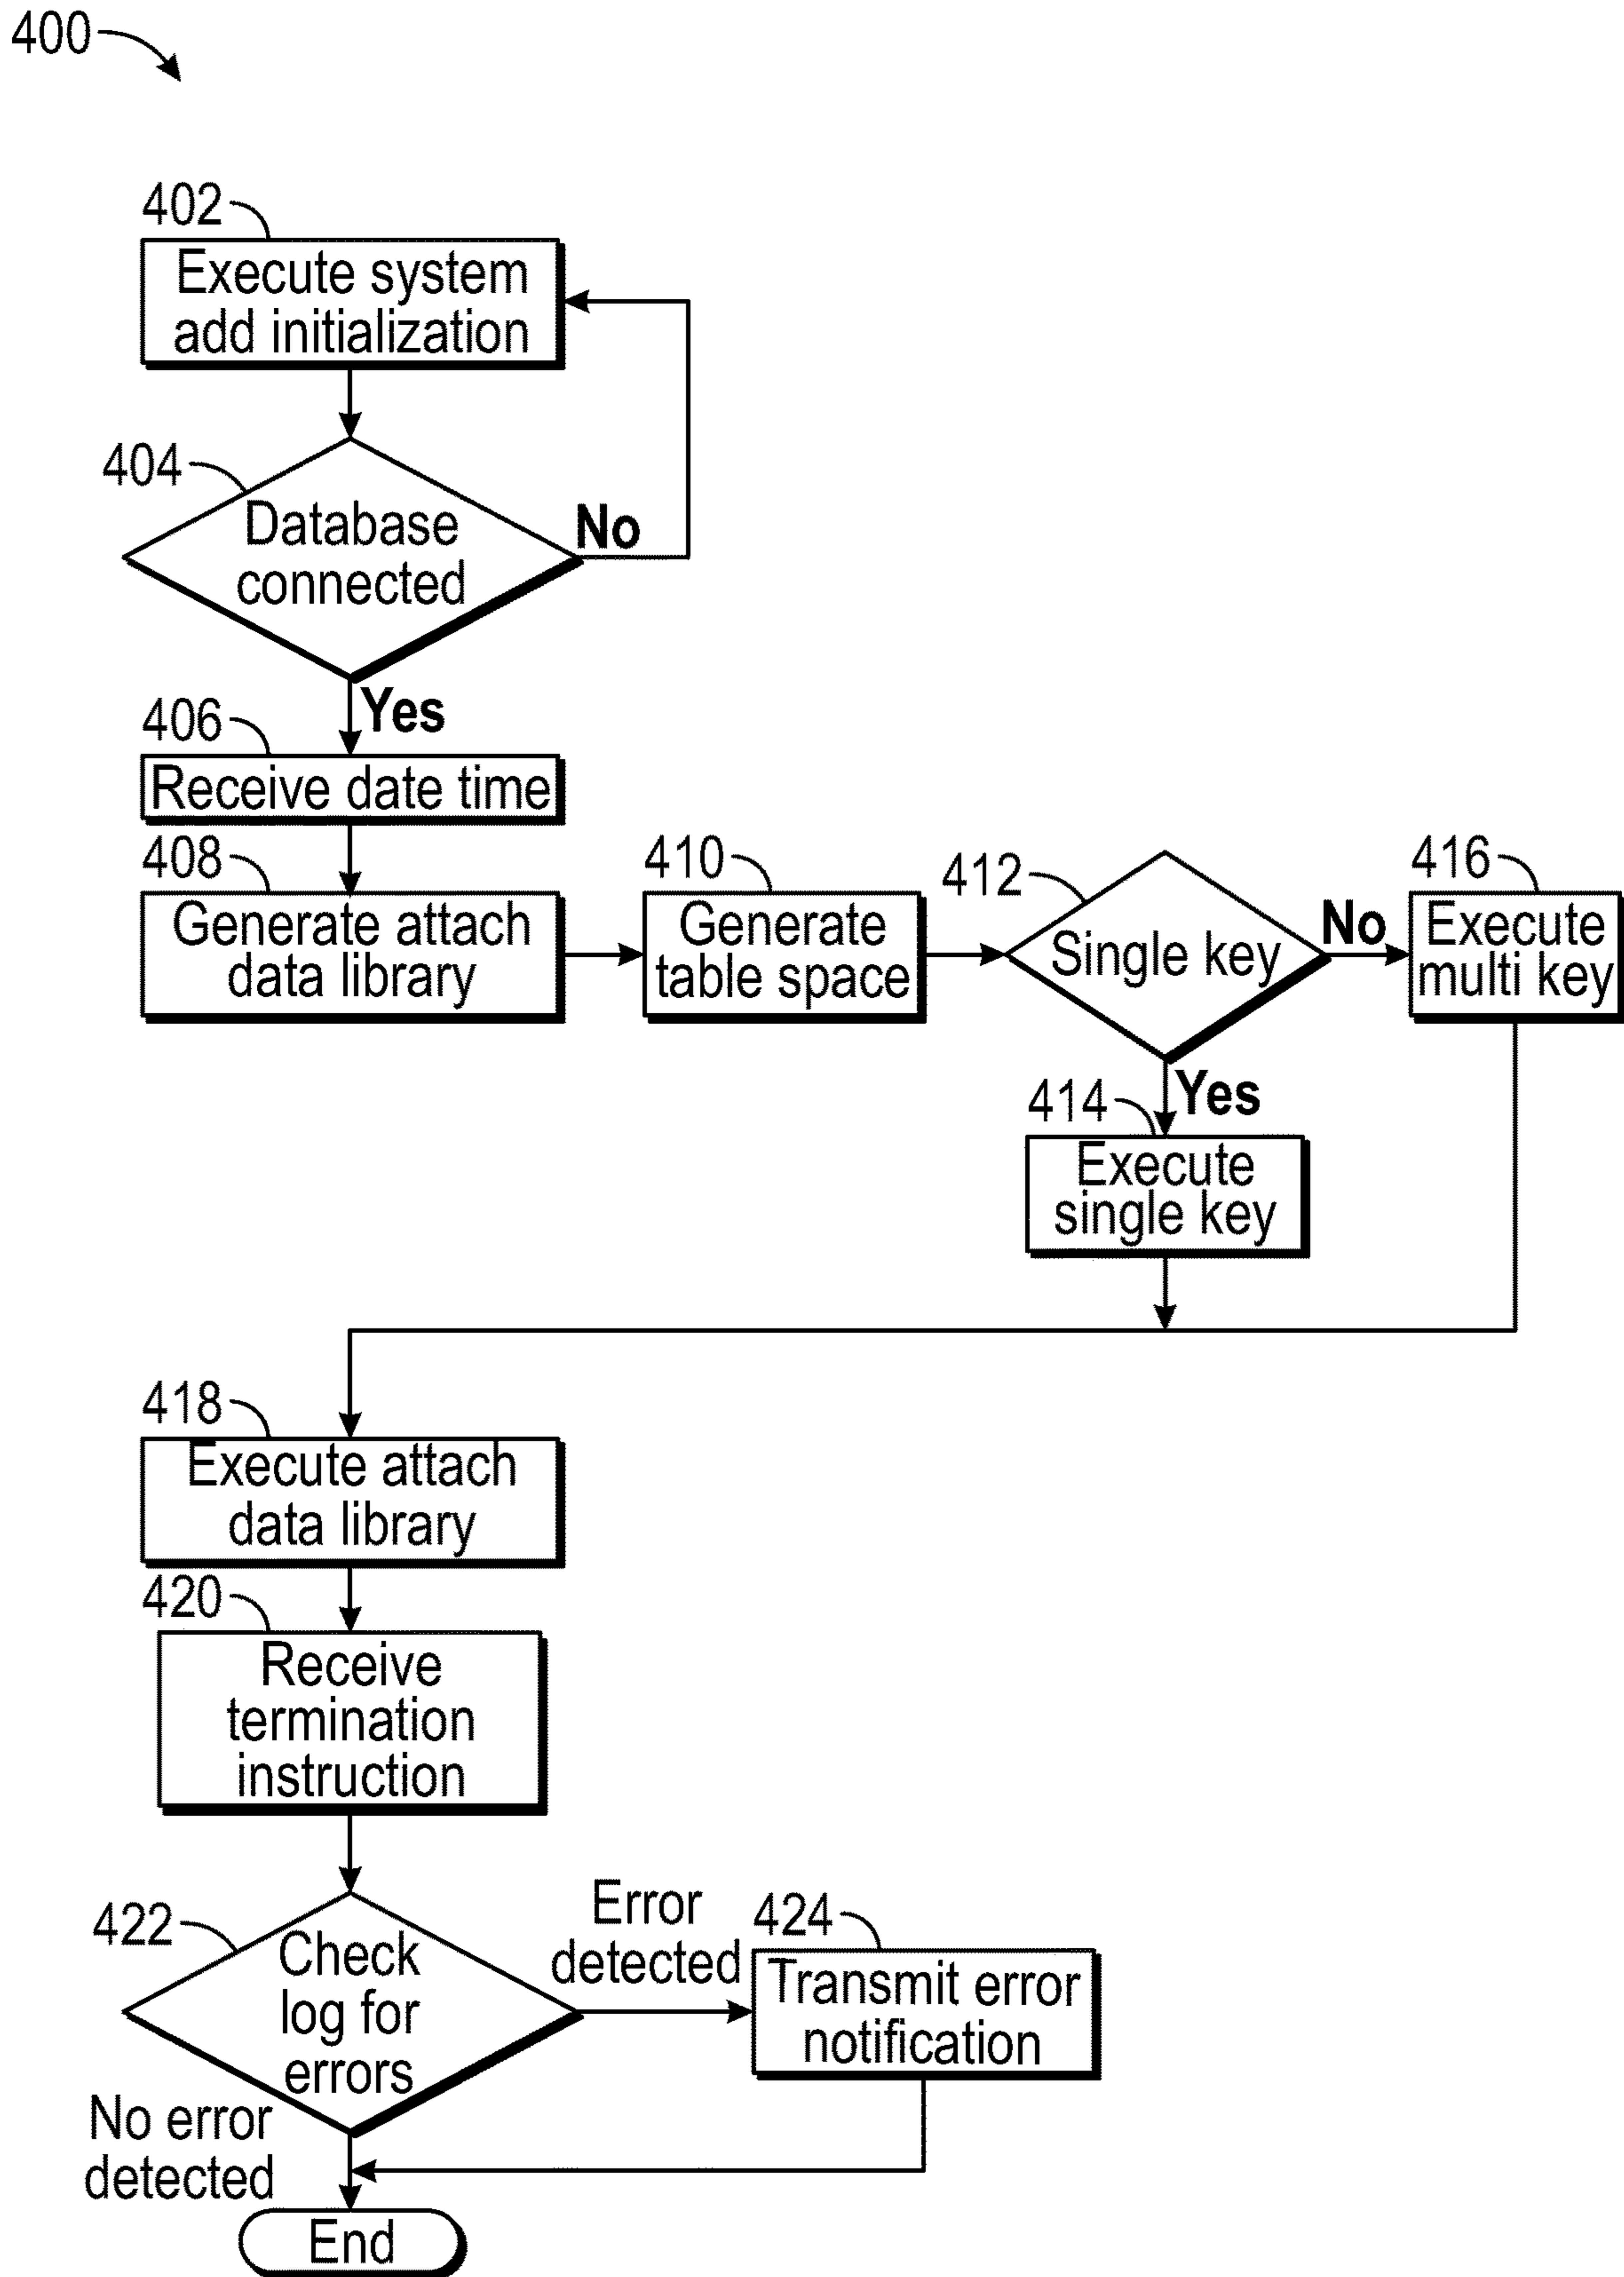 400
402
Execute system
add initialization
404
Database
connected
No
Yes
406
Receive date time
408
Generate attach
data library
410
Generate
table space
412
Single key
No
416
Execute
multi key
Yes
414
Execute
single key
418
Execute attach
data library
420
Receive
termination
instruction
422
Check
log for
errors
Error
detected
424
Transmit error
notification
No error
detected
End